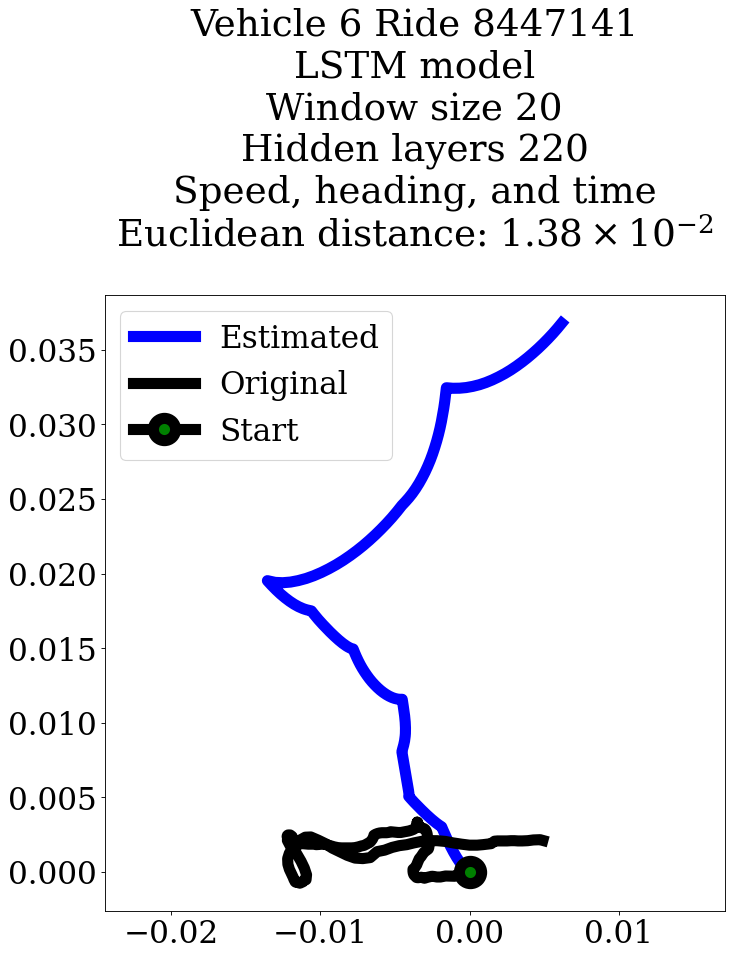 Vehicle 6 Ride 8447141
LSTM model
Window size 20
Hidden layers 220
Speed, heading, and time
Euclidean distance: 1.38 × 10⁻²
Estimated
Original
Start
0.035
0.030
0.025
0.020
0.015
0.010
0.005
0.000
−0.02 −0.01 0.00 0.01